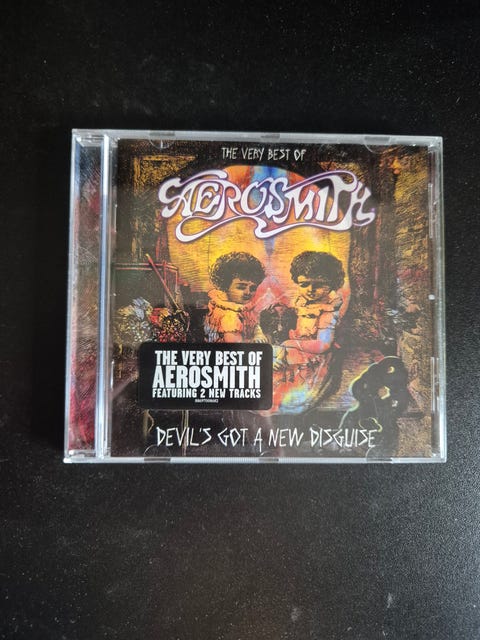 THE VERY BEST OF
AEROSMITH
THE VERY BEST OF
AEROSMITH
FEATURING 2 NEW TRACKS
DEVIL'S GOT A NEW DISGUISE